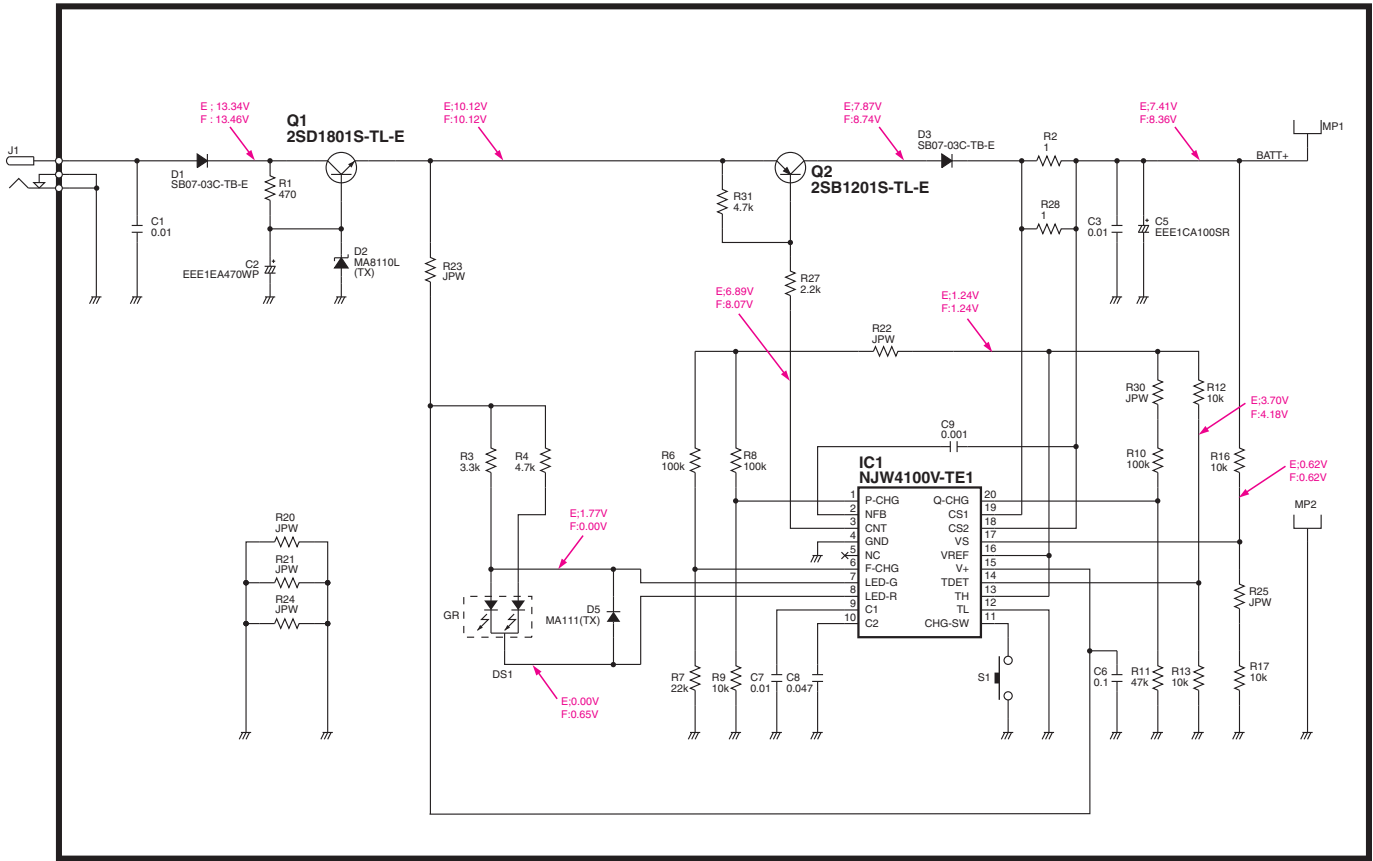 E ; 13.34V
F : 13.46V
Q1
2SD1801S-TL-E
E;10.12V
F:10.12V
E;7.87V
F:8.74V
D3
SB07-03C-TB-E
R2
1
E;7.41V
F:8.36V
MP1
J1
BATT+
D1
SB07-03C-TB-E
R1
470
Q2
2SB1201S-TL-E
R31
4.7k
R28
1
C1
0.01
C3
0.01
C5
EEE1CA100SR
+
C2
EEE1EA470WP
+
D2
MA8110L
(TX)
R23
JPW
R27
2.2k
E;6.89V
F:8.07V
E;1.24V
F:1.24V
R22
JPW
R30
JPW
R12
10k
E;3.70V
F:4.18V
R3
3.3k
R4
4.7k
R6
100k
R8
100k
C9
0.001
R10
100k
R16
10k
E;0.62V
F:0.62V
IC1
NJW4100V-TE1
1 P-CHG Q-CHG 20
2 NFB CS1 19
3 CNT CS2 18
4 GND VS 17
5 NC VREF 16
6 F-CHG V+ 15
7 LED-G TDET 14
8 LED-R TH 13
9 C1 TL 12
10 C2 CHG-SW 11
MP2
R20
JPW
R21
JPW
R24
JPW
E;1.77V
F:0.00V
GR
D5
MA111(TX)
R25
JPW
DS1
E;0.00V
F:0.65V
R7
22k
R9
10k
C7
0.01
C8
0.047
S1
C6
0.1
R11
47k
R13
10k
R17
10k